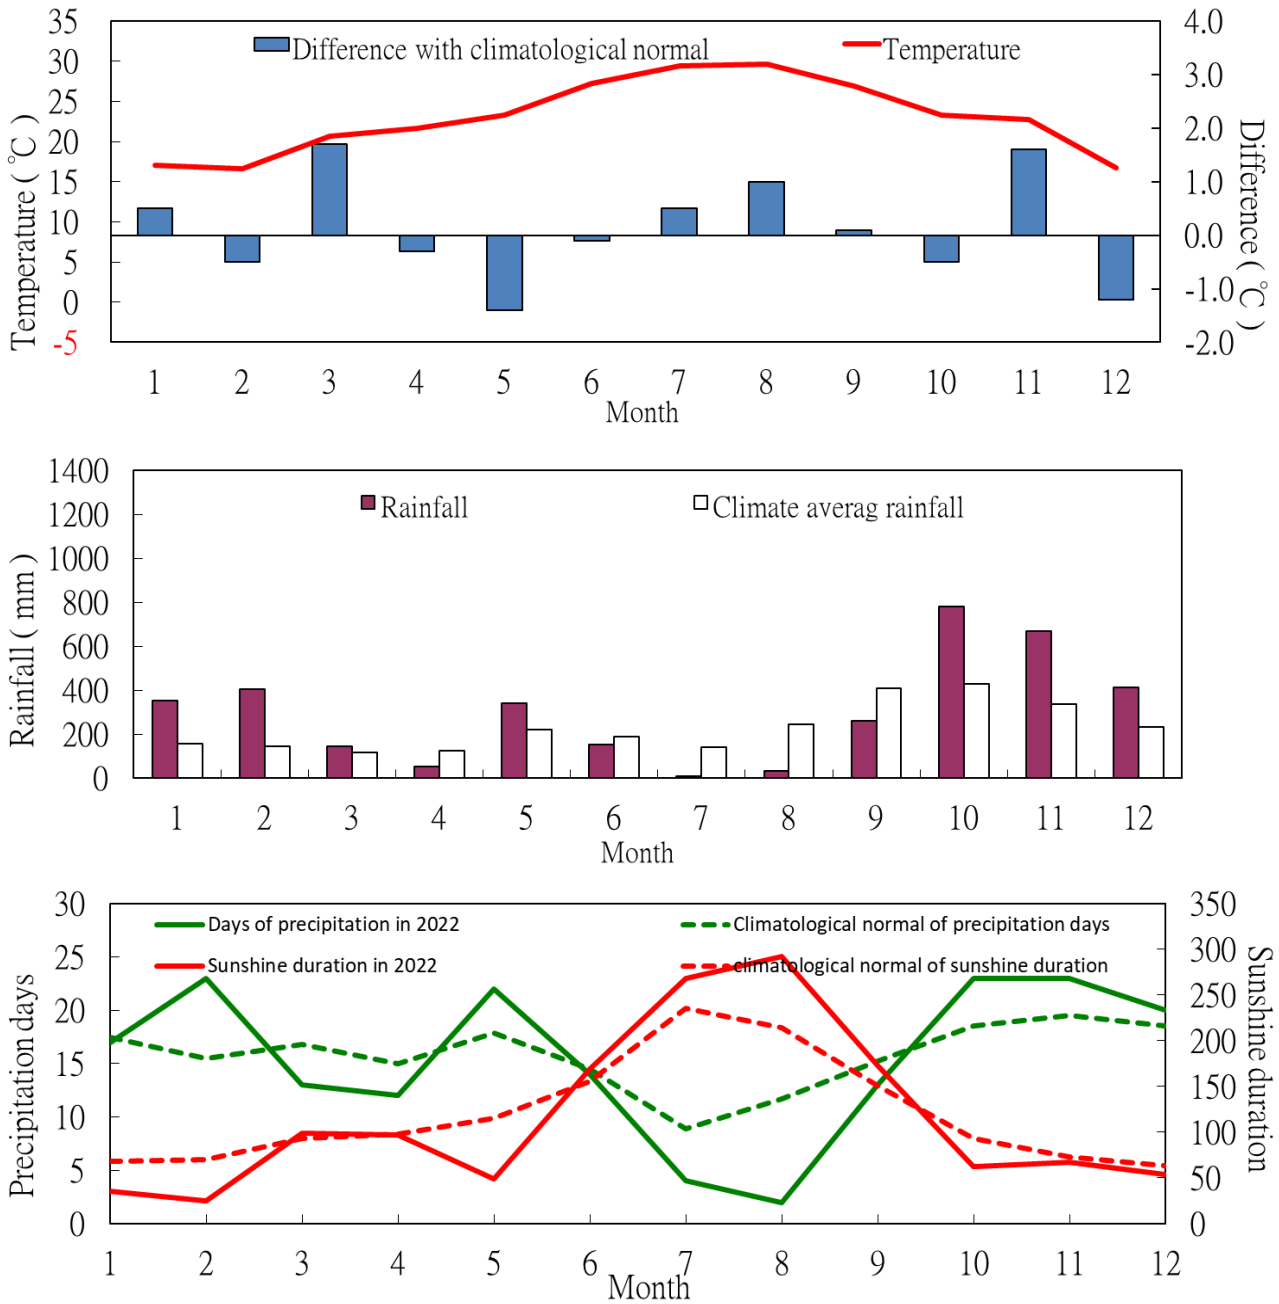 35
30
25
20
15
10
5
0
-5
Temperature ( ℃ )
Difference with climatological normal
Temperature
4.0
3.0
2.0
1.0
0.0
-1.0
-2.0
Difference ( ℃ )
1 2 3 4 5 6 7 8 9 10 11 12
Month
1400
1200
1000
800
600
400
200
0
Rainfall ( mm )
Rainfall
Climate averag rainfall
1 2 3 4 5 6 7 8 9 10 11 12
Month
30
25
20
15
10
5
0
Precipitation days
Days of precipitation in 2022
Climatological normal of precipitation days
Sunshine duration in 2022
climatological normal of sunshine duration
350
300
250
200
150
100
50
0
Sunshine duration
1 2 3 4 5 6 7 8 9 10 11 12
Month